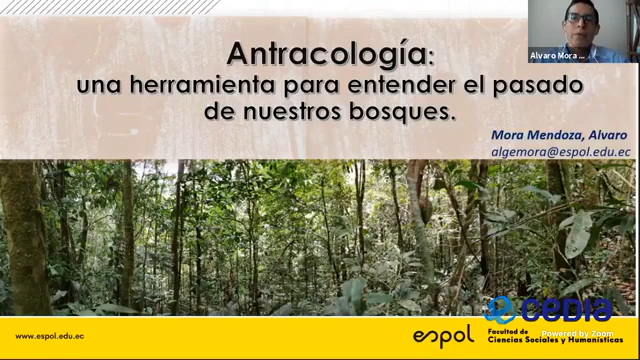 Antracología:
una herramienta para entender el pasado
de nuestros bosques.
Alvaro Mora ...
Mora Mendoza, Alvaro
algemora@espol.edu.ec
cedia
Powered by Zoom
www.espol.edu.ec
espol
Facultad de
Ciencias Sociales y Humanísticas